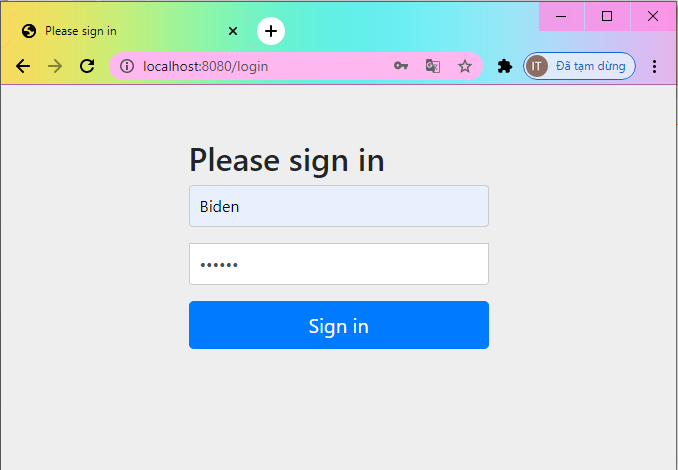 Please sign in
localhost:8080/login
IT Đã tạm dừng
Please sign in
Biden
••••••
Sign in